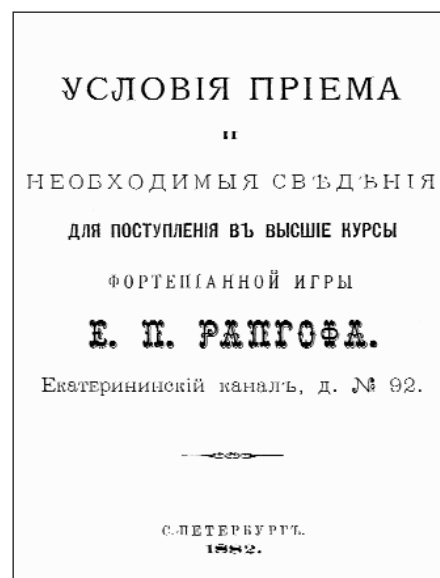 УСЛОВІЯ ПРІЕМА
и
НЕОБХОДИМЫЯ СВѢДѢНІЯ
ДЛЯ ПОСТУПЛЕНІЯ ВЪ ВЫСШІЕ КУРСЫ
ФОРТЕПІАННОЙ ИГРЫ
Е. П. РАПГОФА.
Екатерининскій каналъ, д. № 92.
С.-ПЕТЕРБУРГЪ.
1882.